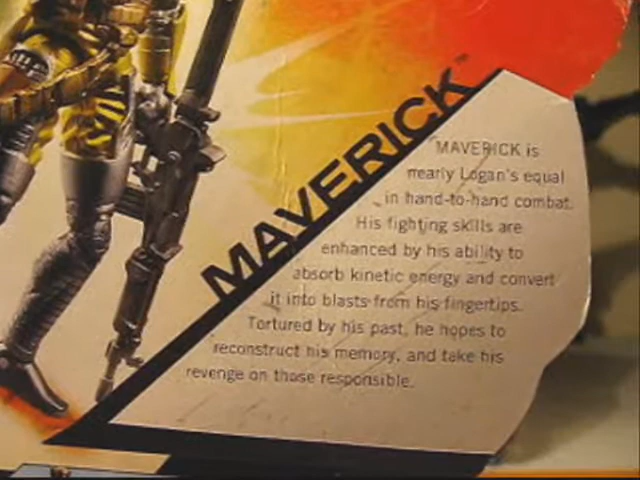 MAVERICK™
MAVERICK is
nearly Logan's equal
in hand-to-hand combat.
His fighting skills are
enhanced by his ability to
absorb kinetic energy and convert
it into blasts from his fingertips.
Tortured by his past, he hopes to
reconstruct his memory, and take his
revenge on those responsible.